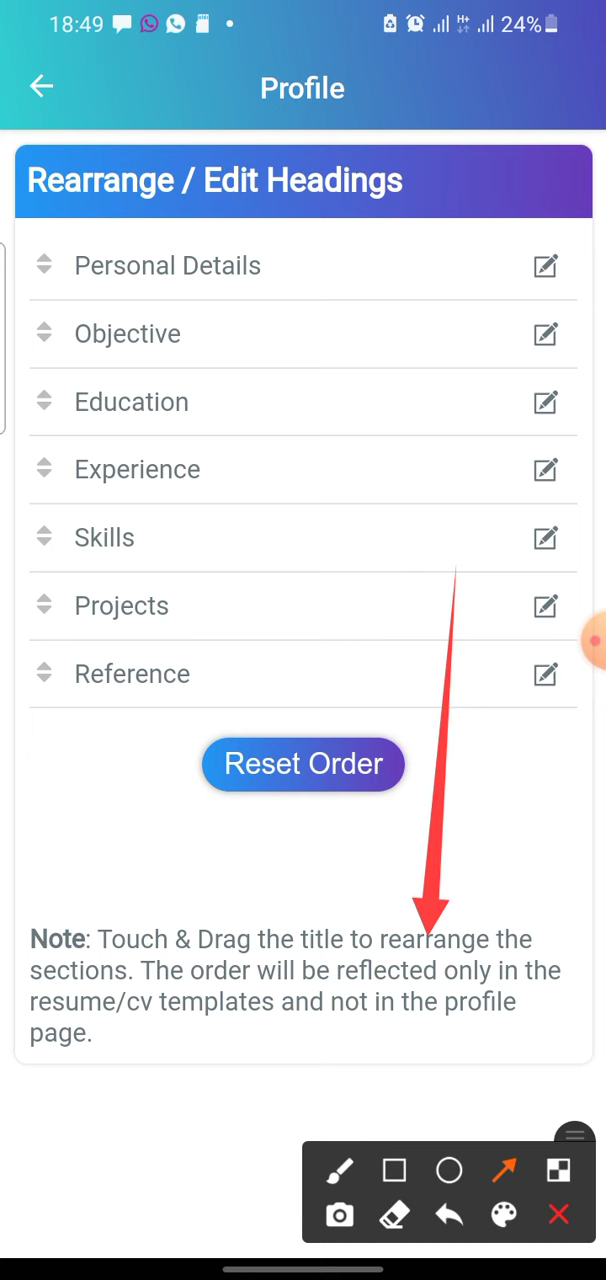 18:49 24%
Profile
Rearrange / Edit Headings
Personal Details
Objective
Education
Experience
Skills
Projects
Reference
Reset Order
Note: Touch & Drag the title to rearrange the
sections. The order will be reflected only in the
resume/cv templates and not in the profile
page.